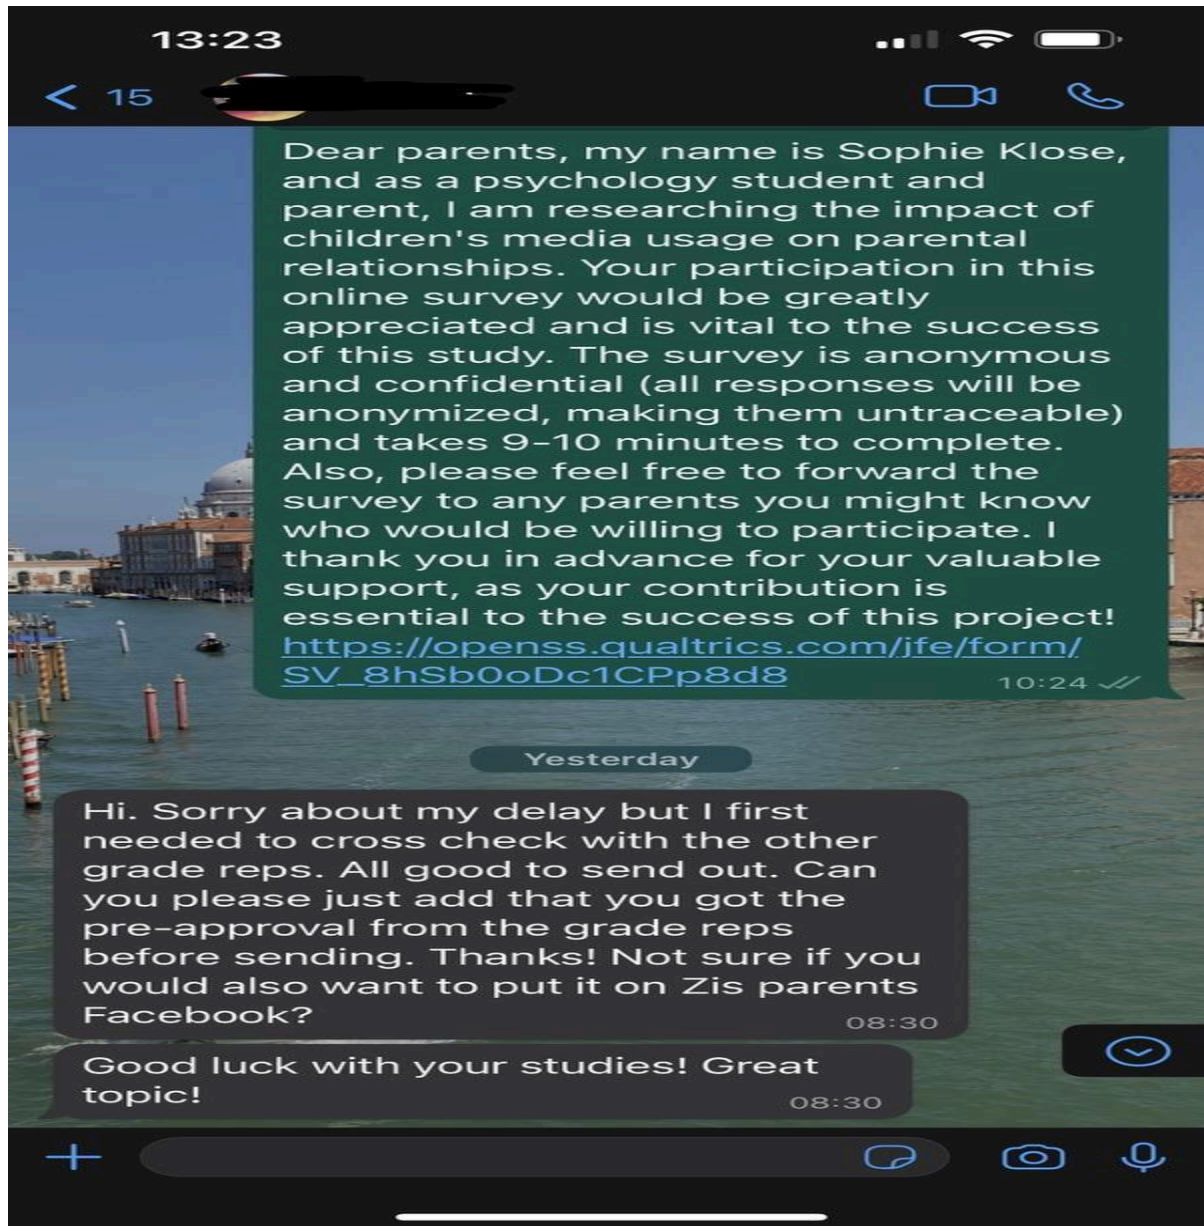 13:23
15
Dear parents, my name is Sophie Klose,
and as a psychology student and
parent, I am researching the impact of
children's media usage on parental
relationships. Your participation in this
online survey would be greatly
appreciated and is vital to the success
of this study. The survey is anonymous
and confidential (all responses will be
anonymized, making them untraceable)
and takes 9-10 minutes to complete.
Also, please feel free to forward the
survey to any parents you might know
who would be willing to participate. I
thank you in advance for your valuable
support, as your contribution is
essential to the success of this project!
https://openss.qualtrics.com/jfe/form/
SV_8hSb0oDc1CPp8d8
10:24
Yesterday
Hi. Sorry about my delay but I first
needed to cross check with the other
grade reps. All good to send out. Can
you please just add that you got the
pre-approval from the grade reps
before sending. Thanks! Not sure if you
would also want to put it on Zis parents
Facebook?
08:30
Good luck with your studies! Great
topic!
08:30